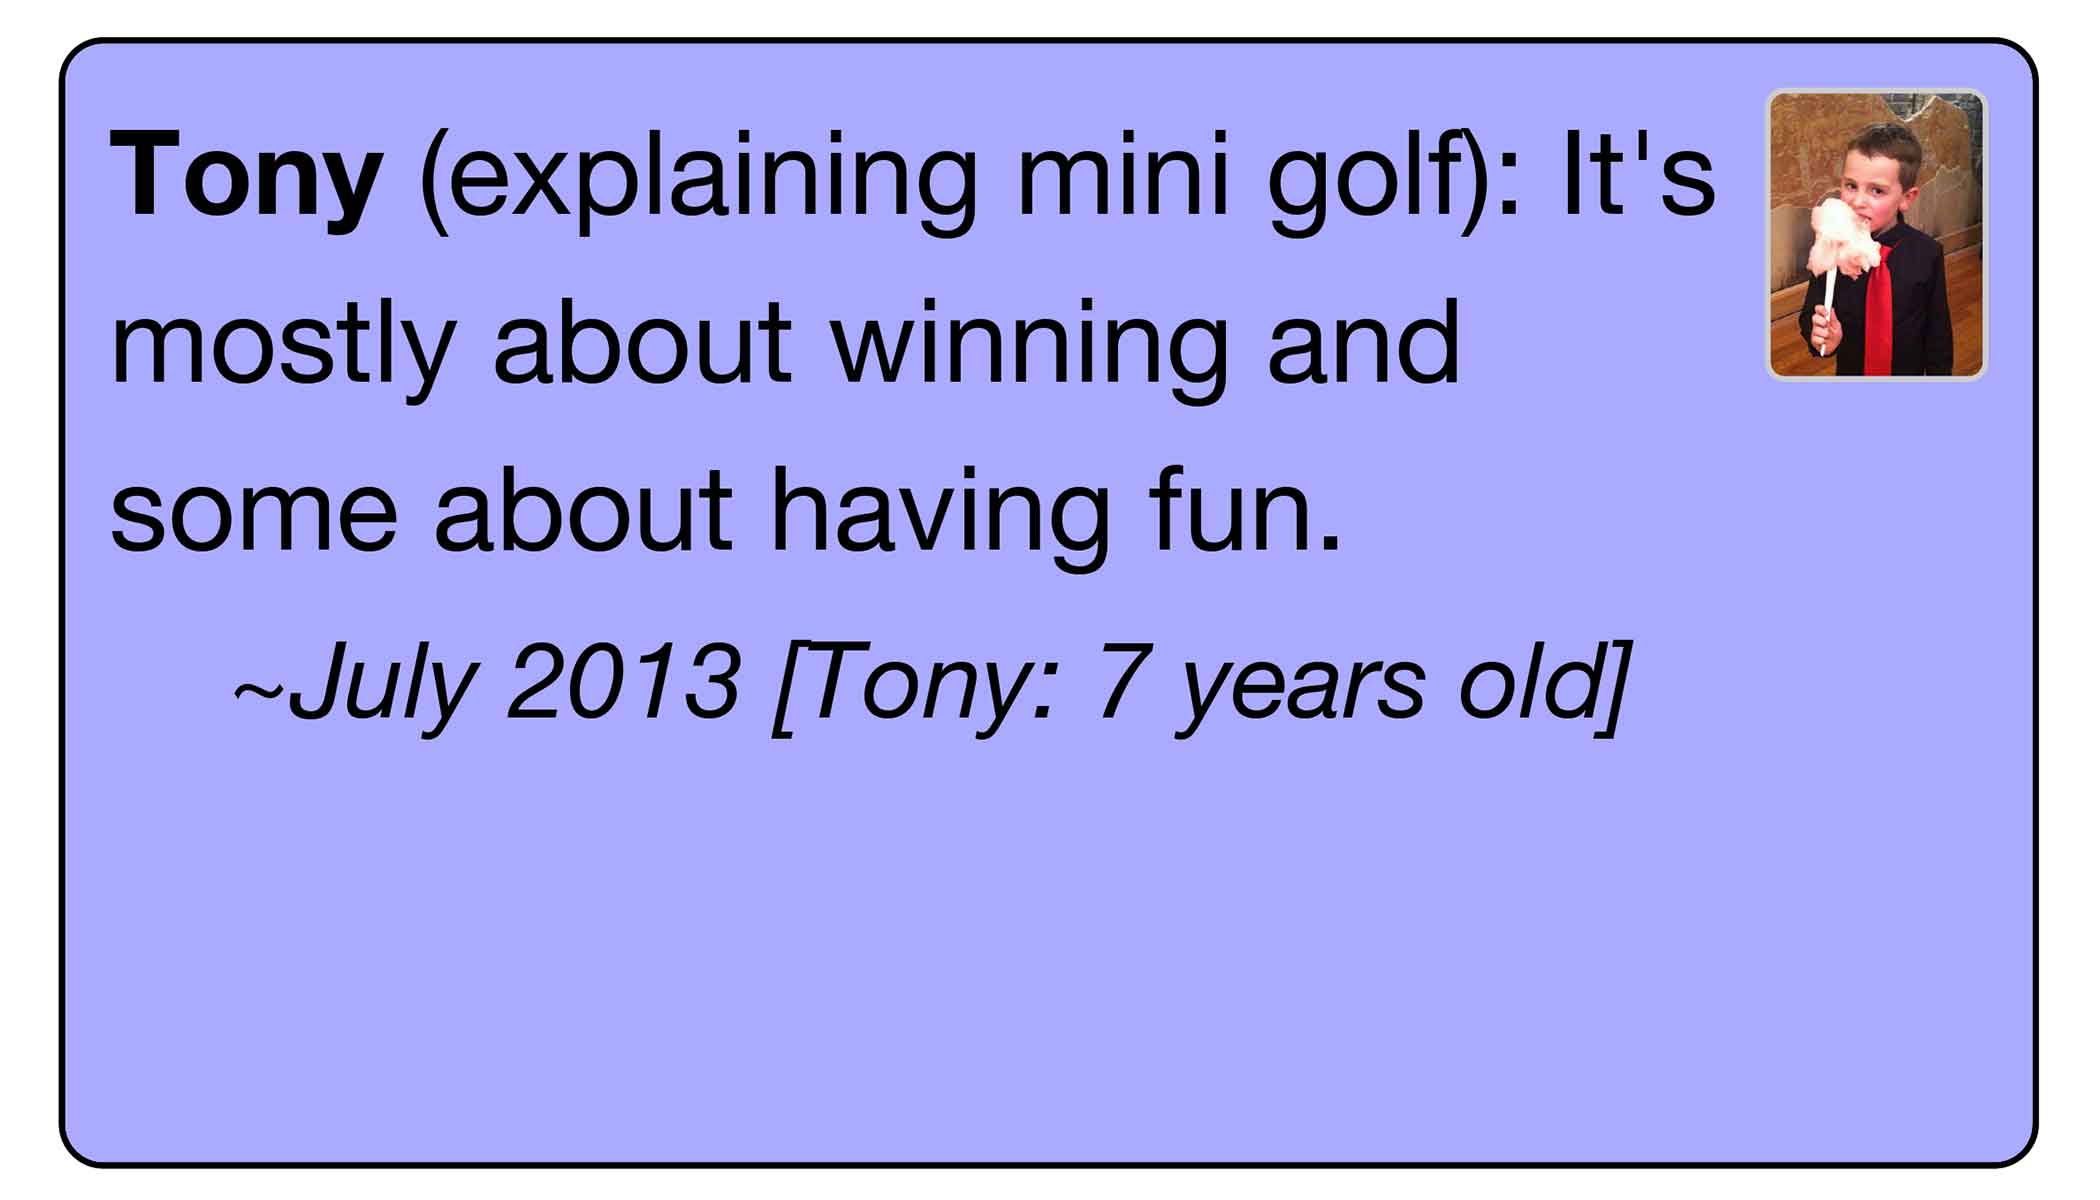 Tony (explaining mini golf): It's
mostly about winning and
some about having fun.
~July 2013 [Tony: 7 years old]